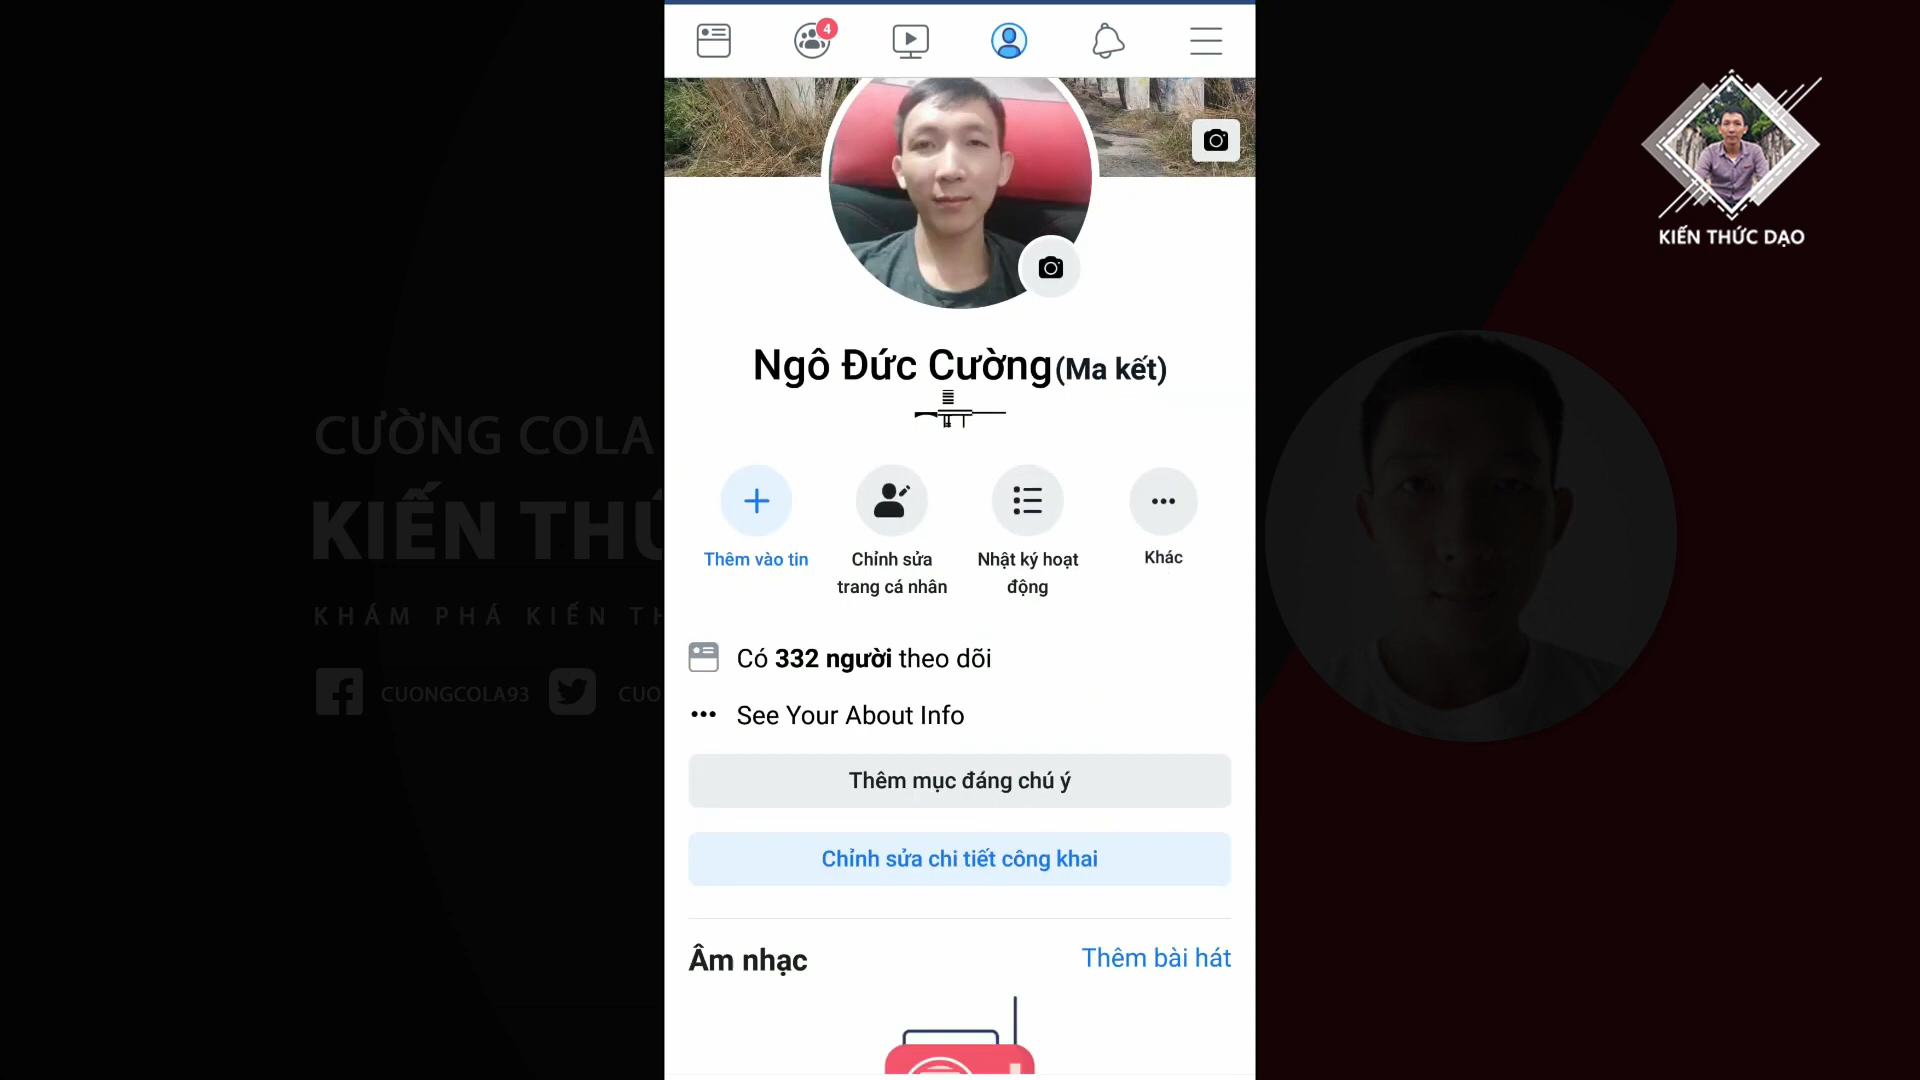 4
KIẾN THỨC DẠO
Ngô Đức Cường(Ma kết)
CƯỜNG COLA
KIẾN THỨ
KHÁM PHÁ KIẾN TH
CUONGCOLA93
CUO
Thêm vào tin
Chỉnh sửa
trang cá nhân
Nhật ký hoạt
động
Khác
Có 332 người theo dõi
See Your About Info
Thêm mục đáng chú ý
Chỉnh sửa chi tiết công khai
Âm nhạc
Thêm bài hát